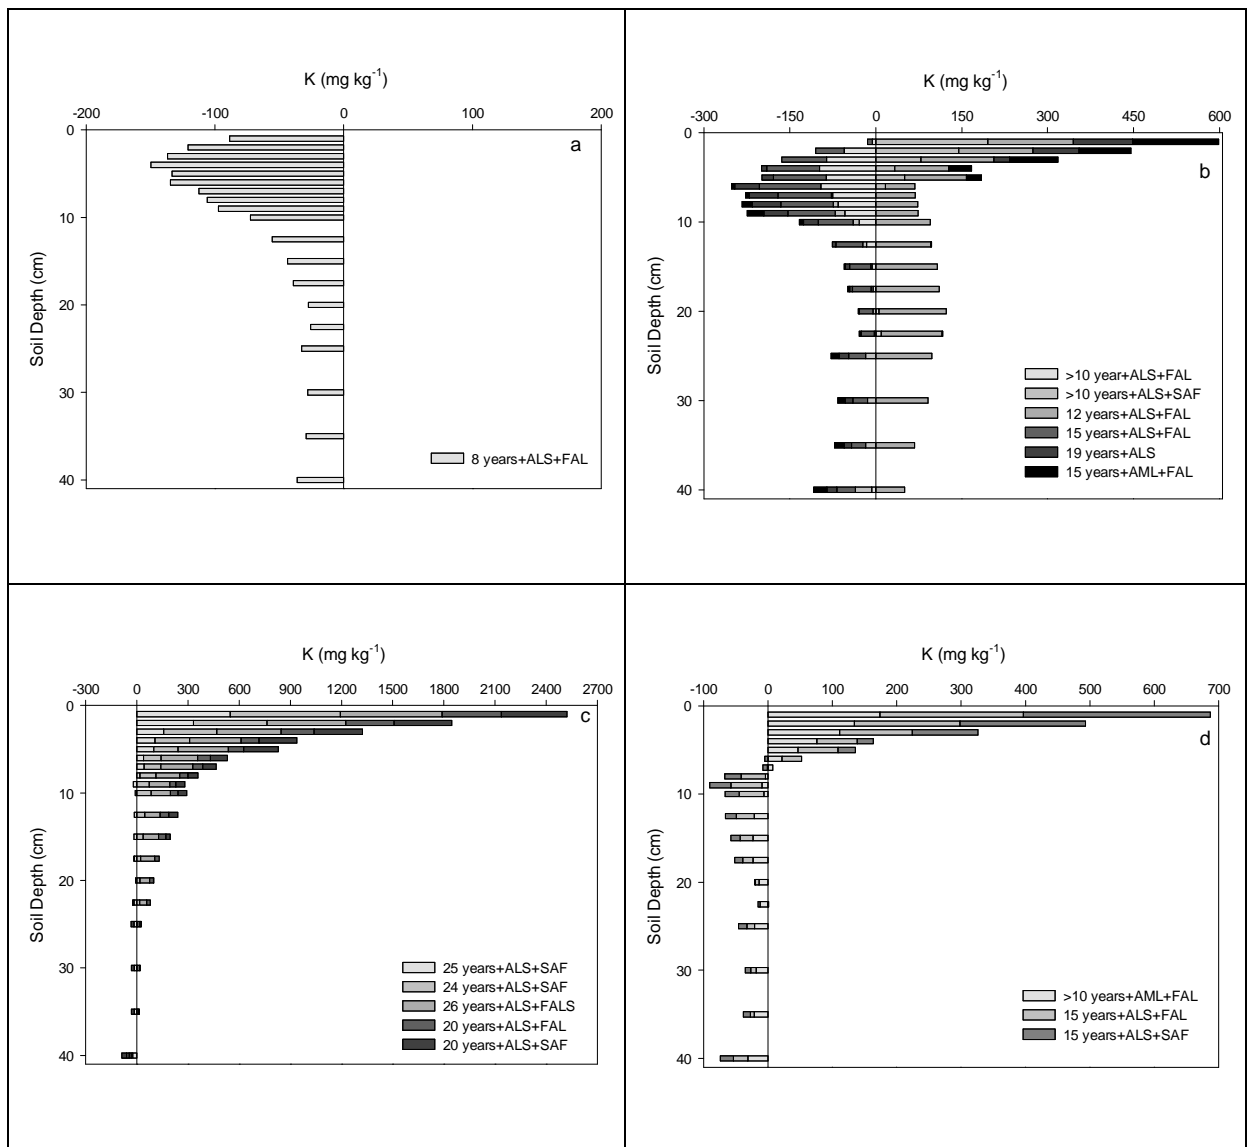 K (mg kg⁻¹)
-200 -100 0 100 200
a
0
10
20
30
40
Soil Depth (cm)
8 years+ALS+FAL
K (mg kg⁻¹)
-300 -150 0 150 300 450 600
b
0
10
20
30
40
Soil Depth (cm)
>10 year+ALS+FAL
>10 years+ALS+SAF
12 years+ALS+FAL
15 years+ALS+FAL
19 years+ALS
15 years+AML+FAL
K (mg kg⁻¹)
-300 0 300 600 900 1200 1500 1800 2100 2400 2700
c
0
10
20
30
40
Soil Depth (cm)
25 years+ALS+SAF
24 years+ALS+SAF
26 years+ALS+FALS
20 years+ALS+FAL
20 years+ALS+SAF
K (mg kg⁻¹)
-100 0 100 200 300 400 500 600 700
d
0
10
20
30
40
Soil Depth (cm)
>10 years+AML+FAL
15 years+ALS+FAL
15 years+ALS+SAF